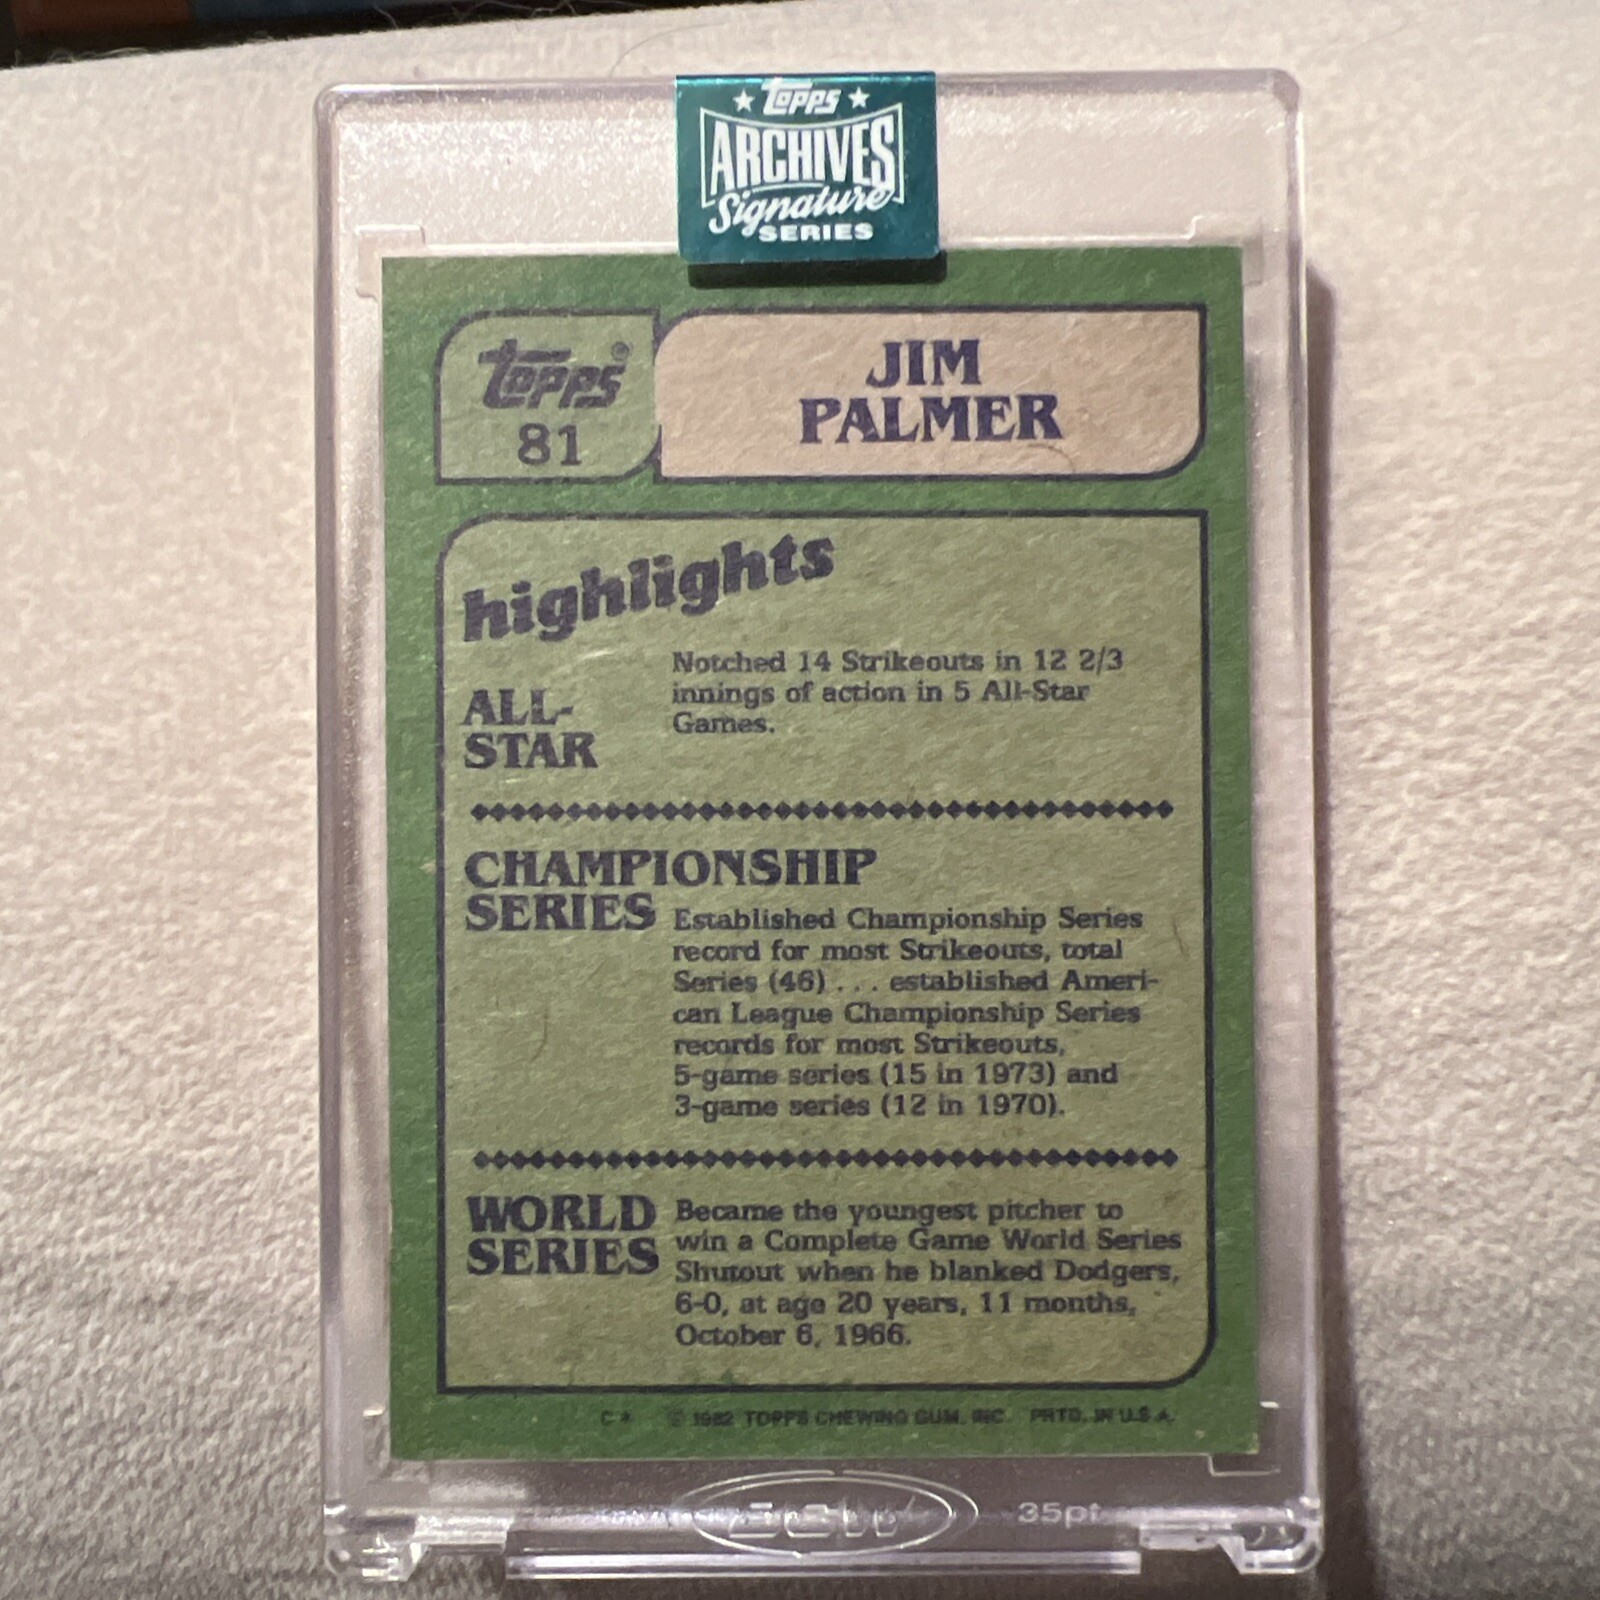 Topps
ARCHIVES
Signature
SERIES
Topps®
81
JIM
PALMER
highlights
ALL-
STAR
Notched 14 Strikeouts in 12 2/3
innings of action in 5 All-Star
Games.
CHAMPIONSHIP
SERIES
Established Championship Series
record for most Strikeouts, total
Series (46) . . . established Ameri-
can League Championship Series
records for most Strikeouts,
5-game series (15 in 1973) and
3-game series (12 in 1970).
WORLD
SERIES
Became the youngest pitcher to
win a Complete Game World Series
Shutout when he blanked Dodgers,
6-0, at age 20 years, 11 months,
October 6, 1966.
C* © 1982 TOPPS CHEWING GUM, INC. PRTD. IN U.S.A.
BCW
35pt